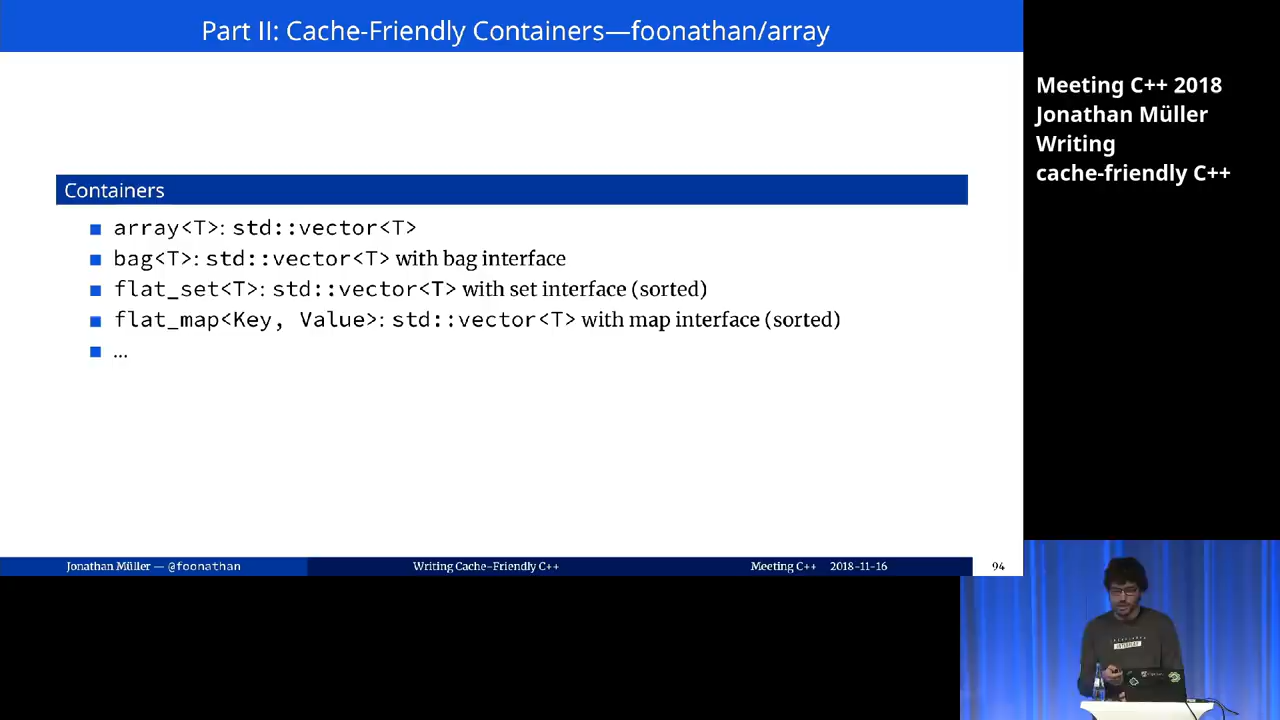 Part II: Cache-Friendly Containers—foonathan/array
Containers
array<T>: std::vector<T>
bag<T>: std::vector<T> with bag interface
flat_set<T>: std::vector<T> with set interface (sorted)
flat_map<Key, Value>: std::vector<T> with map interface (sorted)
...
Jonathan Müller — @foonathan
Writing Cache-Friendly C++
Meeting C++ 2018-11-16
94
Meeting C++ 2018
Jonathan Müller
Writing
cache-friendly C++